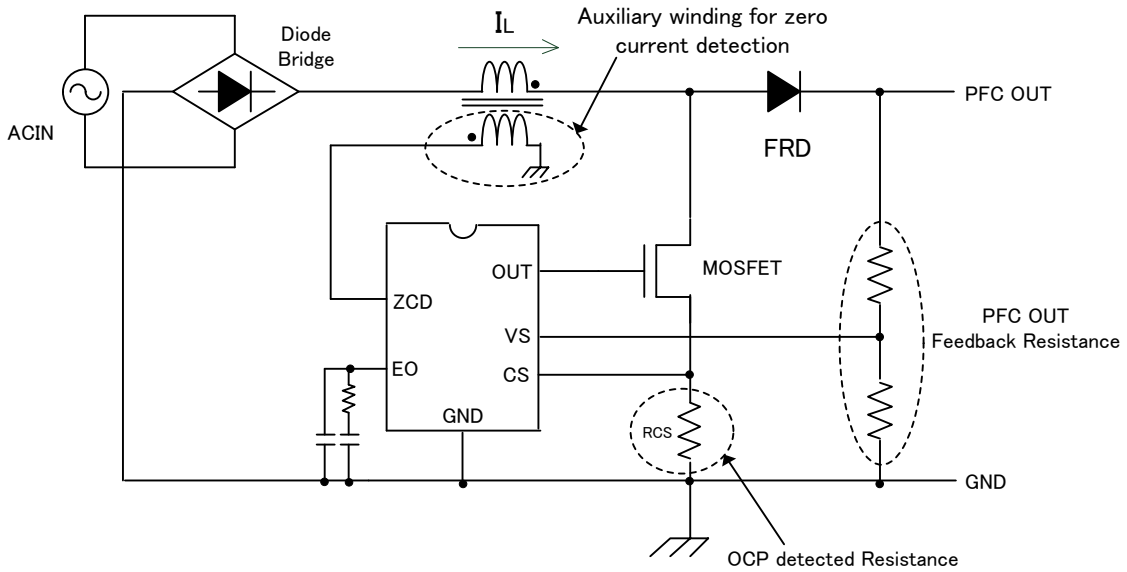 Auxiliary winding for zero
current detection
IL
Diode
Bridge
ACIN
PFC OUT
FRD
OUT
MOSFET
ZCD
VS
PFC OUT
Feedback Resistance
EO
CS
GND
RCS
GND
OCP detected Resistance